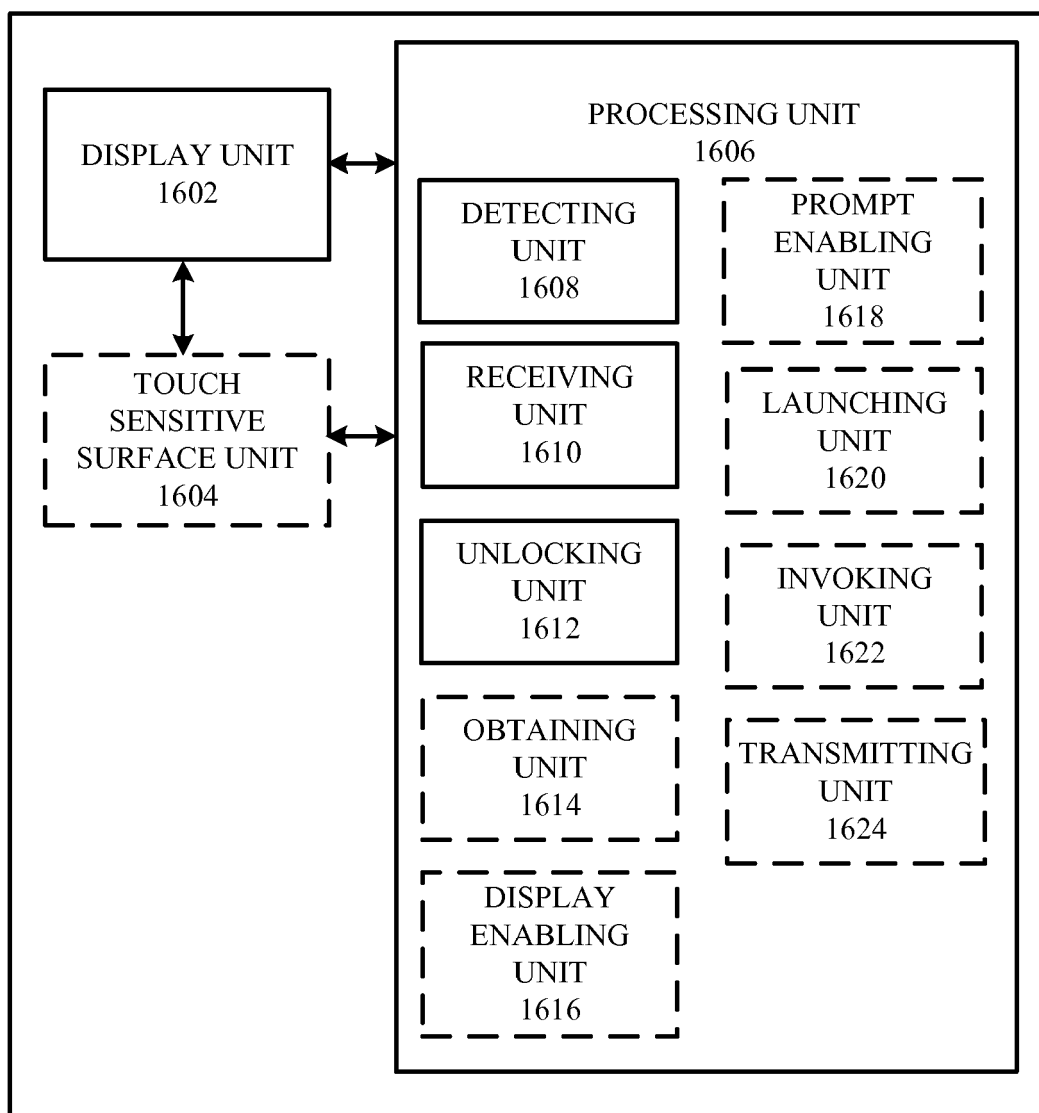 DISPLAY UNIT
1602
TOUCH
SENSITIVE
SURFACE UNIT
1604
PROCESSING UNIT
1606
DETECTING
UNIT
1608
RECEIVING
UNIT
1610
UNLOCKING
UNIT
1612
OBTAINING
UNIT
1614
DISPLAY
ENABLING
UNIT
1616
PROMPT
ENABLING
UNIT
1618
LAUNCHING
UNIT
1620
INVOKING
UNIT
1622
TRANSMITTING
UNIT
1624